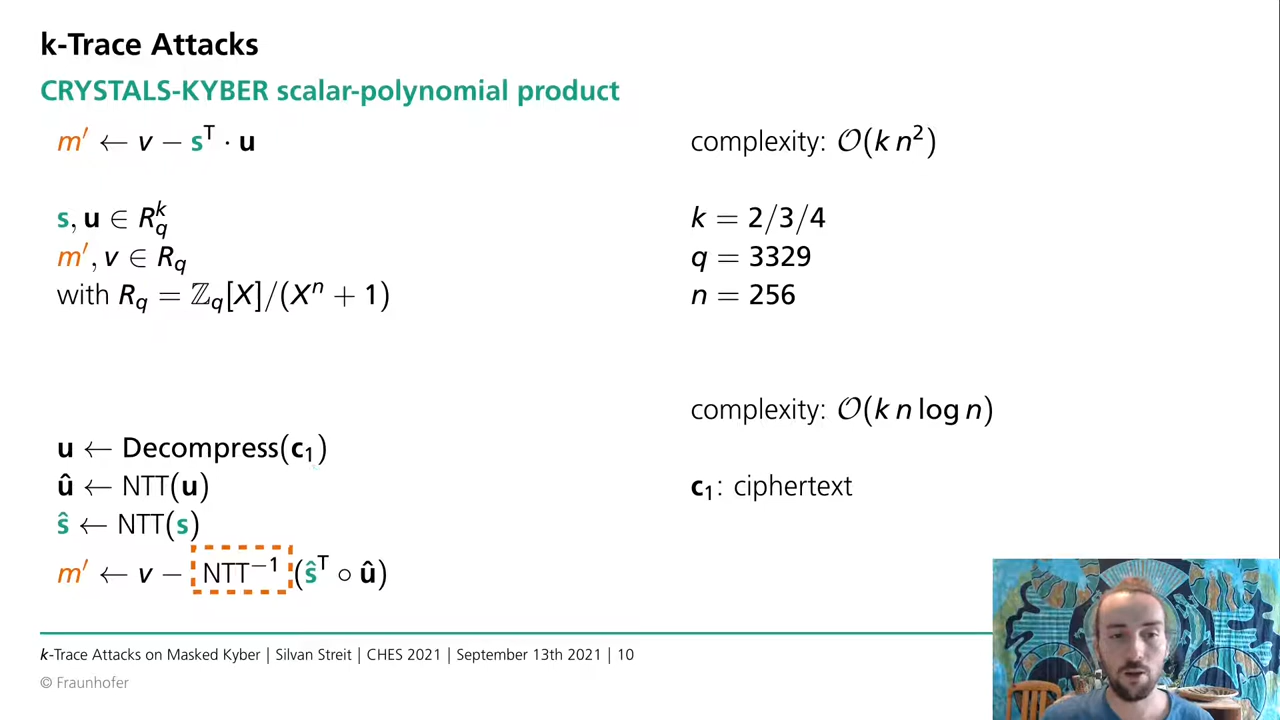 k-Trace Attacks
CRYSTALS-KYBER scalar-polynomial product
m′ ← v − sᵀ · u
complexity: 𝒪(k n²)
s, u ∈ R_q^k
k = 2/3/4
m′, v ∈ R_q
q = 3329
with R_q = ℤ_q[X]/(Xⁿ + 1)
n = 256
complexity: 𝒪(k n log n)
u ← Decompress(c₁)
û ← NTT(u)
c₁: ciphertext
ŝ ← NTT(s)
m′ ← v − NTT⁻¹(ŝᵀ ∘ û)
k-Trace Attacks on Masked Kyber | Silvan Streit | CHES 2021 | September 13th 2021 | 10
© Fraunhofer